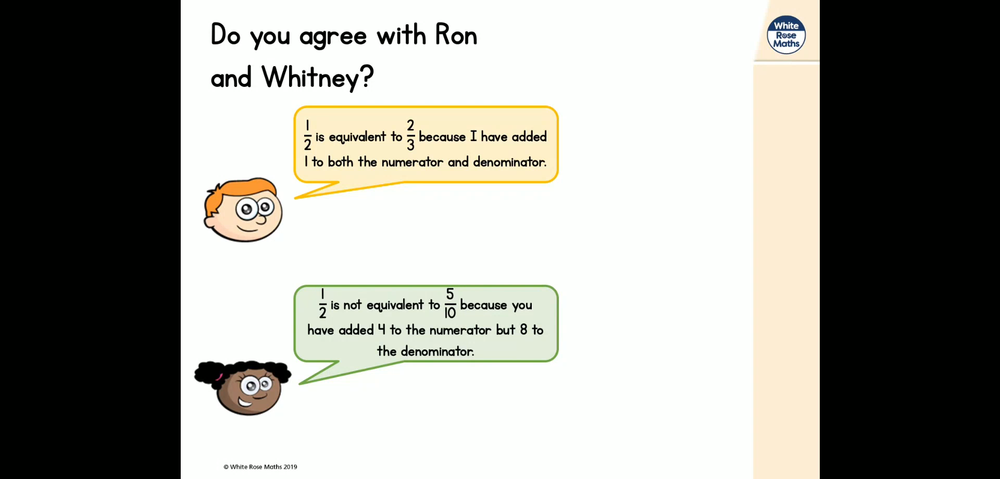 Do you agree with Ron
and Whitney?
White
Rose
Maths
1/2 is equivalent to 2/3 because I have added
1 to both the numerator and denominator.
1/2 is not equivalent to 5/10 because you
have added 4 to the numerator but 8 to
the denominator.
© White Rose Maths 2019